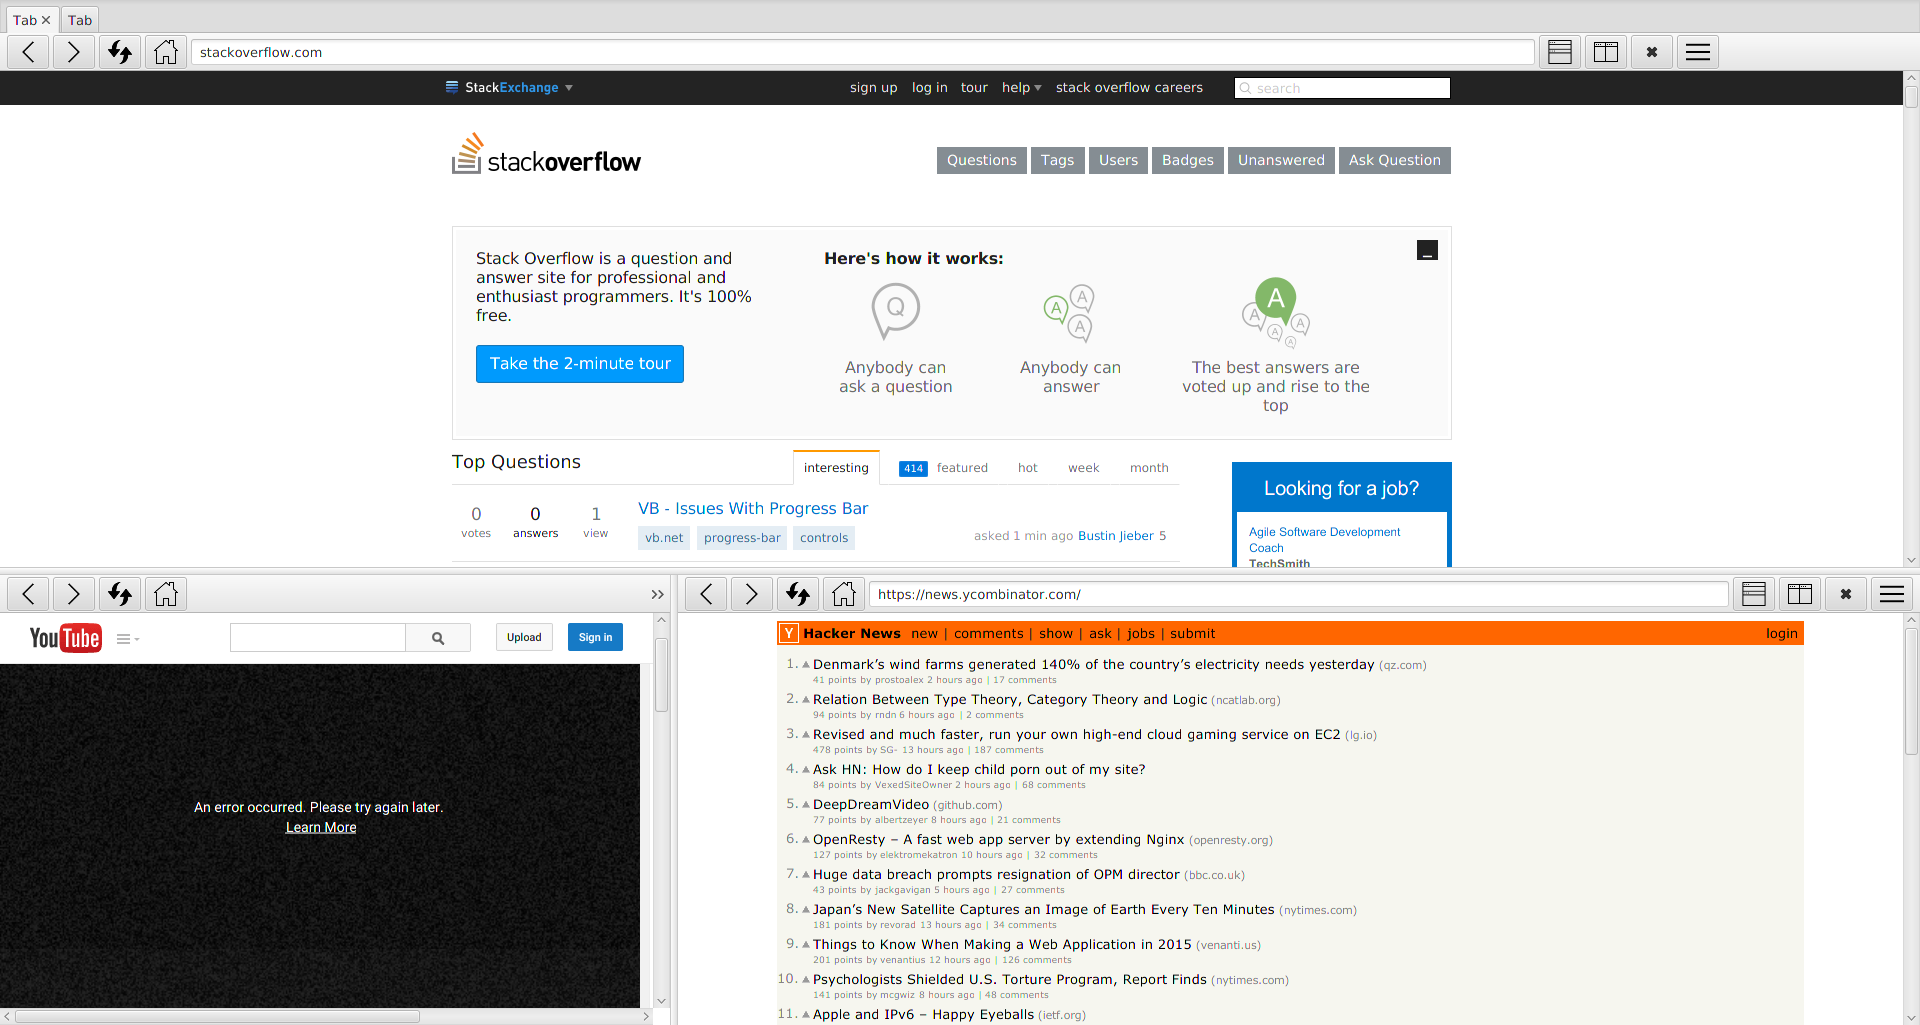 Tab Tab
stackoverflow.com
StackExchange sign up log in tour help stack overflow careers search
stackoverflow Questions Tags Users Badges Unanswered Ask Question
Stack Overflow is a question and
answer site for professional and
enthusiast programmers. It's 100%
free.
Take the 2-minute tour
Here's how it works:
Q
A A A
A A A A A
Anybody can
ask a question
Anybody can
answer
The best answers are
voted up and rise to the
top
Top Questions interesting 414 featured hot week month
0 votes
0 answers
1 view
VB - Issues With Progress Bar
vb.net progress-bar controls
asked 1 min ago Bustin Jieber 5
Looking for a job?
Agile Software Development
Coach
TechSmith
»
YouTube Upload Sign in
An error occurred. Please try again later.
Learn More
https://news.ycombinator.com/
Y Hacker News new | comments | show | ask | jobs | submit login
1. Denmark’s wind farms generated 140% of the country’s electricity needs yesterday (qz.com)
41 points by prostoalex 2 hours ago | 17 comments
2. Relation Between Type Theory, Category Theory and Logic (ncatlab.org)
94 points by rndn 6 hours ago | 2 comments
3. Revised and much faster, run your own high-end cloud gaming service on EC2 (lg.io)
478 points by SG- 13 hours ago | 187 comments
4. Ask HN: How do I keep child porn out of my site?
84 points by VexedSiteOwner 2 hours ago | 68 comments
5. DeepDreamVideo (github.com)
77 points by albertzeyer 8 hours ago | 21 comments
6. OpenResty – A fast web app server by extending Nginx (openresty.org)
127 points by elektromekatron 10 hours ago | 32 comments
7. Huge data breach prompts resignation of OPM director (bbc.co.uk)
43 points by jackgavigan 5 hours ago | 27 comments
8. Japan’s New Satellite Captures an Image of Earth Every Ten Minutes (nytimes.com)
181 points by revorad 13 hours ago | 34 comments
9. Things to Know When Making a Web Application in 2015 (venanti.us)
201 points by venantius 12 hours ago | 126 comments
10. Psychologists Shielded U.S. Torture Program, Report Finds (nytimes.com)
141 points by mcgwiz 8 hours ago | 48 comments
11. Apple and IPv6 – Happy Eyeballs (ietf.org)